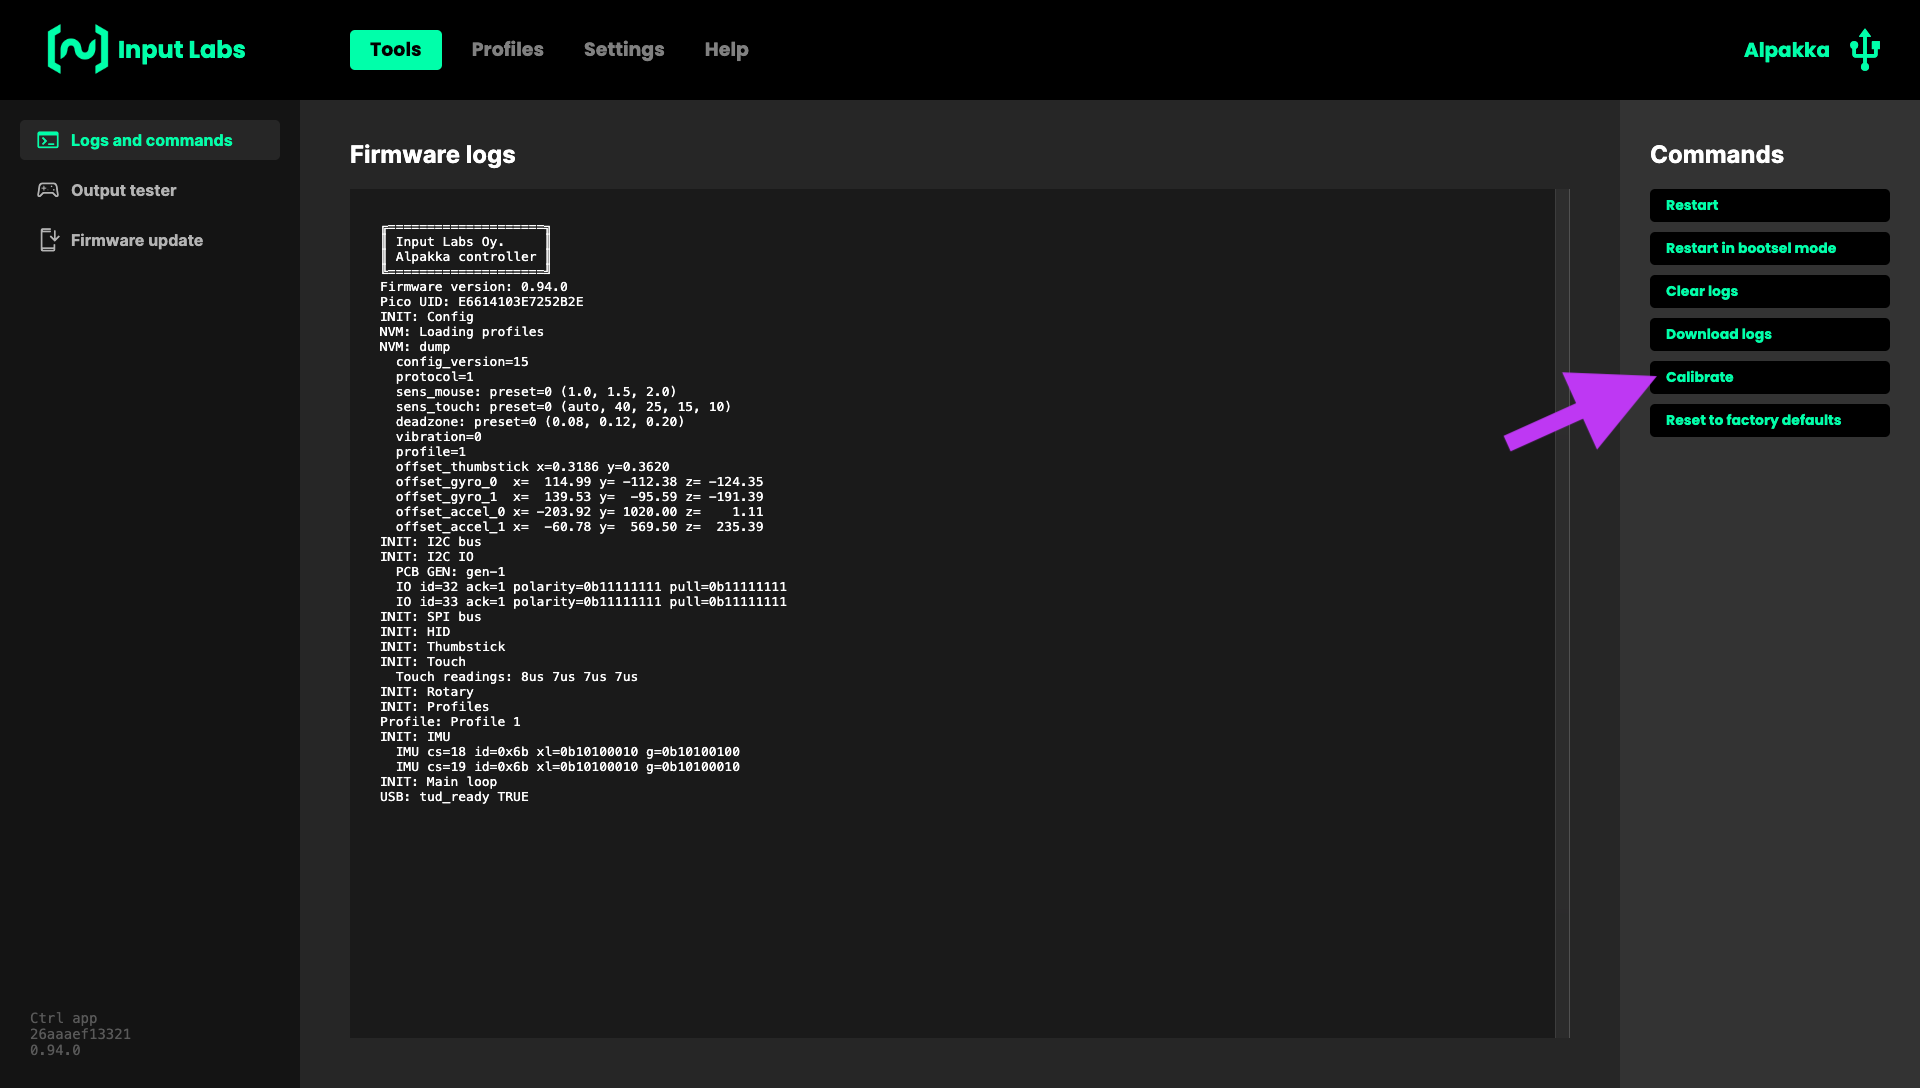 Input Labs
Tools
Profiles
Settings
Help
Alpakka
Logs and commands
Output tester
Firmware update
Ctrl app
26aaaef13321
0.94.0
Firmware logs
╔====================╗
║ Input Labs Oy.     ║
║ Alpakka controller ║
╚====================╝
Firmware version: 0.94.0
Pico UID: E6614103E7252B2E
INIT: Config
NVM: Loading profiles
NVM: dump
  config_version=15
  protocol=1
  sens_mouse: preset=0 (1.0, 1.5, 2.0)
  sens_touch: preset=0 (auto, 40, 25, 15, 10)
  deadzone: preset=0 (0.08, 0.12, 0.20)
  vibration=0
  profile=1
  offset_thumbstick x=0.3186 y=0.3620
  offset_gyro_0  x=  114.99 y= -112.38 z= -124.35
  offset_gyro_1  x=  139.53 y=  -95.59 z= -191.39
  offset_accel_0 x= -203.92 y= 1020.00 z=    1.11
  offset_accel_1 x=  -60.78 y=  569.50 z=  235.39
INIT: I2C bus
INIT: I2C IO
  PCB GEN: gen-1
  IO id=32 ack=1 polarity=0b11111111 pull=0b11111111
  IO id=33 ack=1 polarity=0b11111111 pull=0b11111111
INIT: SPI bus
INIT: HID
INIT: Thumbstick
INIT: Touch
  Touch readings: 8us 7us 7us 7us
INIT: Rotary
INIT: Profiles
Profile: Profile 1
INIT: IMU
  IMU cs=18 id=0x6b xl=0b10100010 g=0b10100100
  IMU cs=19 id=0x6b xl=0b10100010 g=0b10100010
INIT: Main loop
USB: tud_ready TRUE
Commands
Restart
Restart in bootsel mode
Clear logs
Download logs
Calibrate
Reset to factory defaults